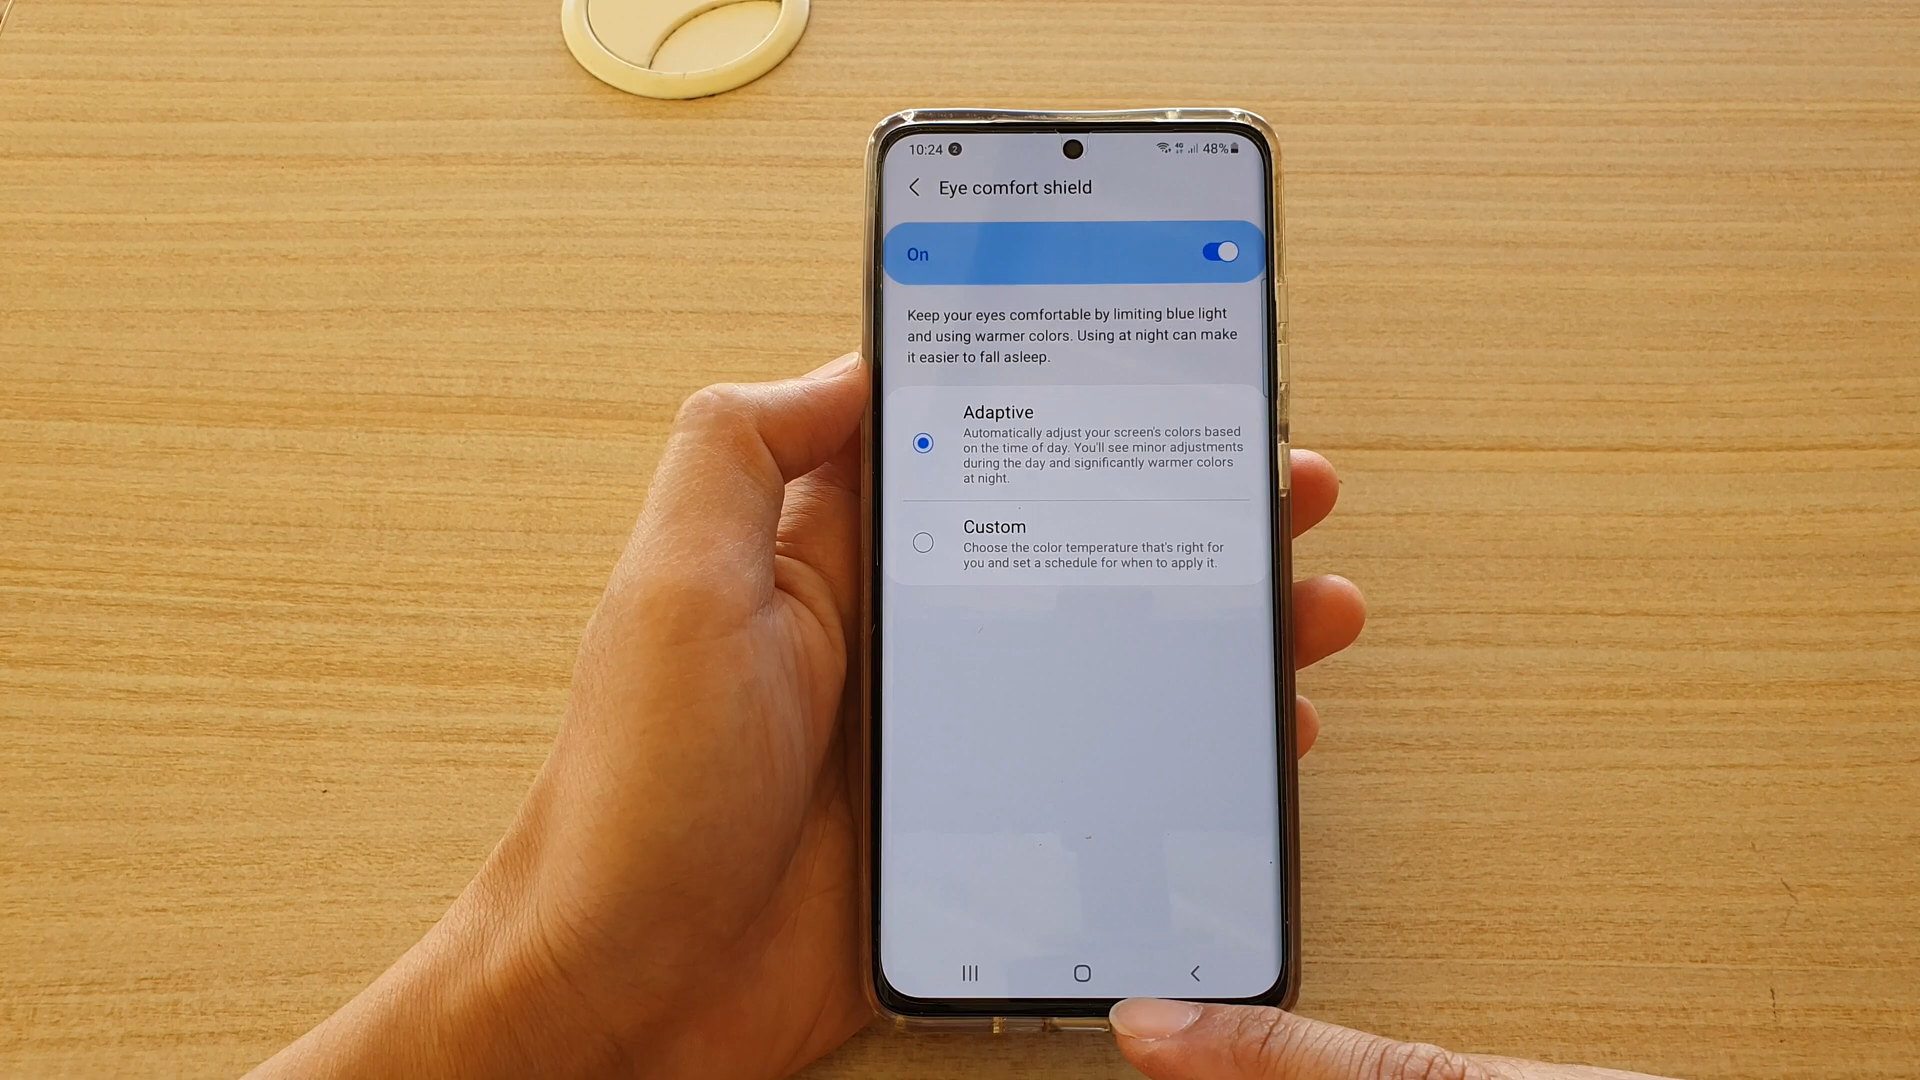 10:24 2 4G 48%
Eye comfort shield
On
Keep your eyes comfortable by limiting blue light
and using warmer colors. Using at night can make
it easier to fall asleep.
Adaptive
Automatically adjust your screen's colors based
on the time of day. You'll see minor adjustments
during the day and significantly warmer colors
at night.
Custom
Choose the color temperature that's right for
you and set a schedule for when to apply it.